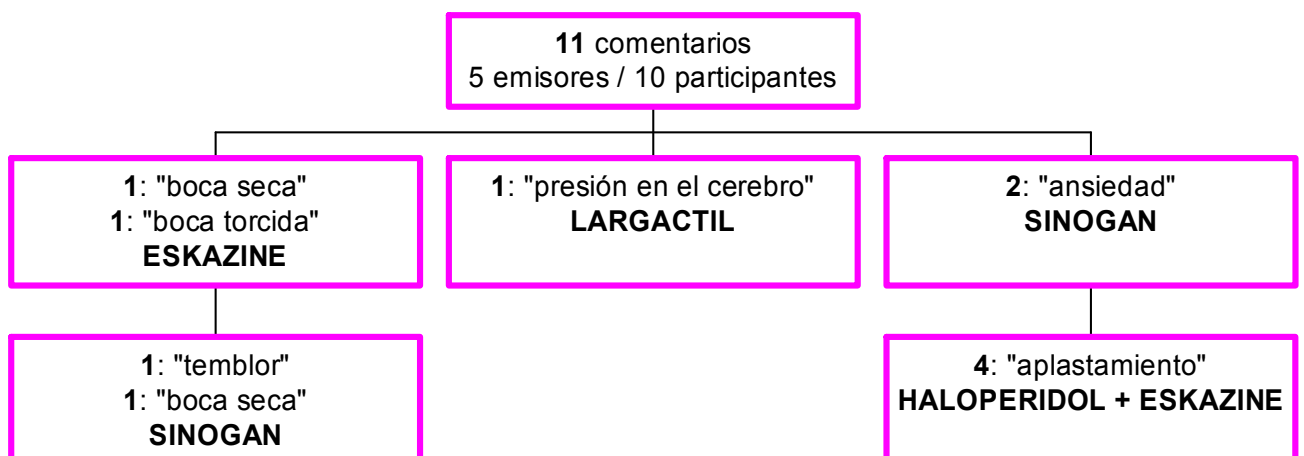 11 comentarios
5 emisores / 10 participantes
1: "boca seca"
1: "boca torcida"
ESKAZINE
1: "presión en el cerebro"
LARGACTIL
2: "ansiedad"
SINOGAN
1: "temblor"
1: "boca seca"
SINOGAN
4: "aplastamiento"
HALOPERIDOL + ESKAZINE